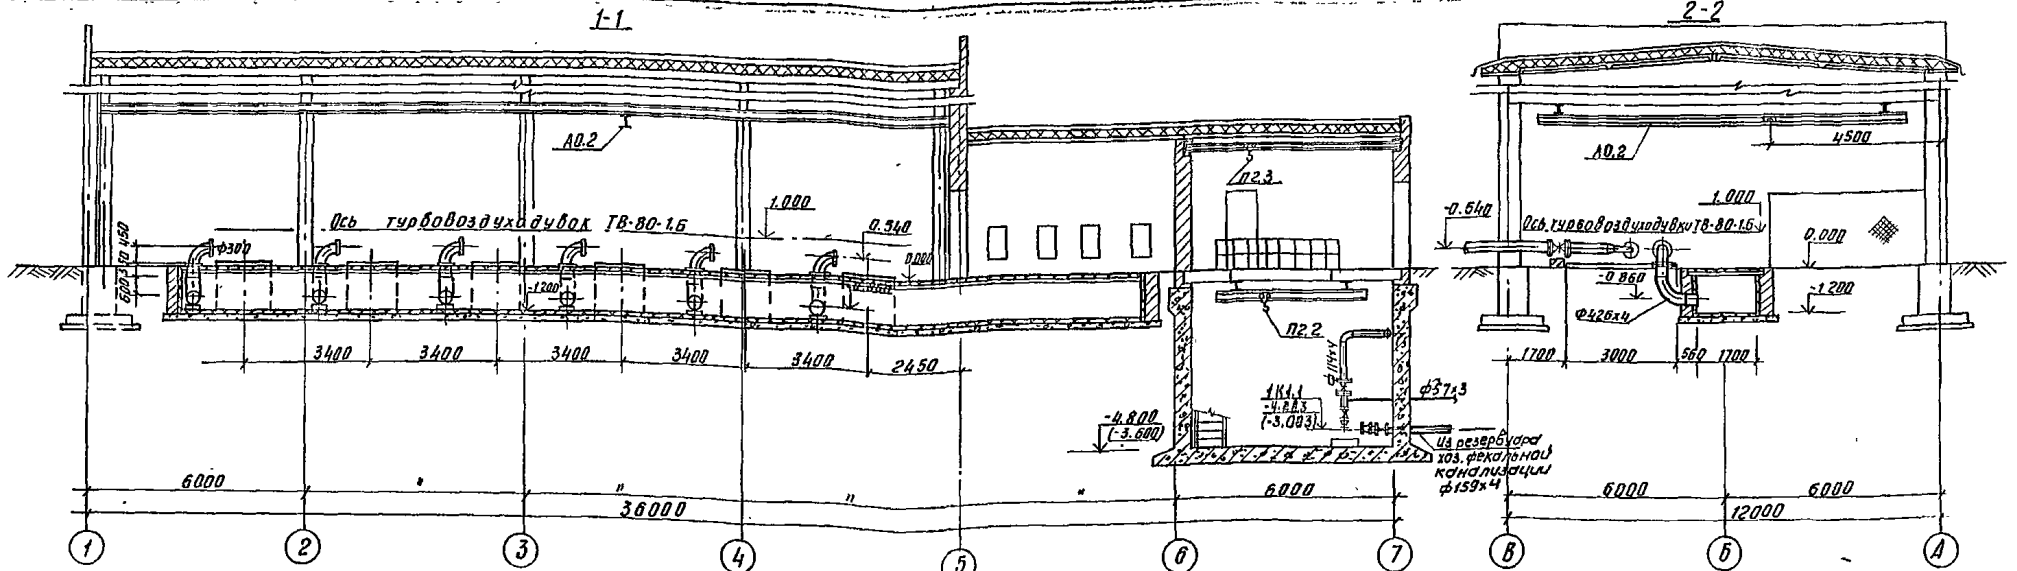 1-1
А0.2
1.000
0.540
0.000
Ось турбовоздуходувок ТВ-80-1.6
ф300
450
600
-1.200
3400
3400
3400
3400
3400
2450
П2.3
П2.2
ф114х4
1К1.1
(-3.003)
ф57х3
-4.800
(-3.600)
Из резервуара
хоз. фекальной
канализации
ф159х4
6000
"
"
"
"
6000
36000
1
2
3
4
5
6
7
2-2
А0.2
4500
-0.640
1.000
Ось турбовоздуходувки ТВ-80-1.6
0.000
-0.860
-1.200
ф426х4
1700
3000
560
1700
6000
6000
12000
В
Б
А